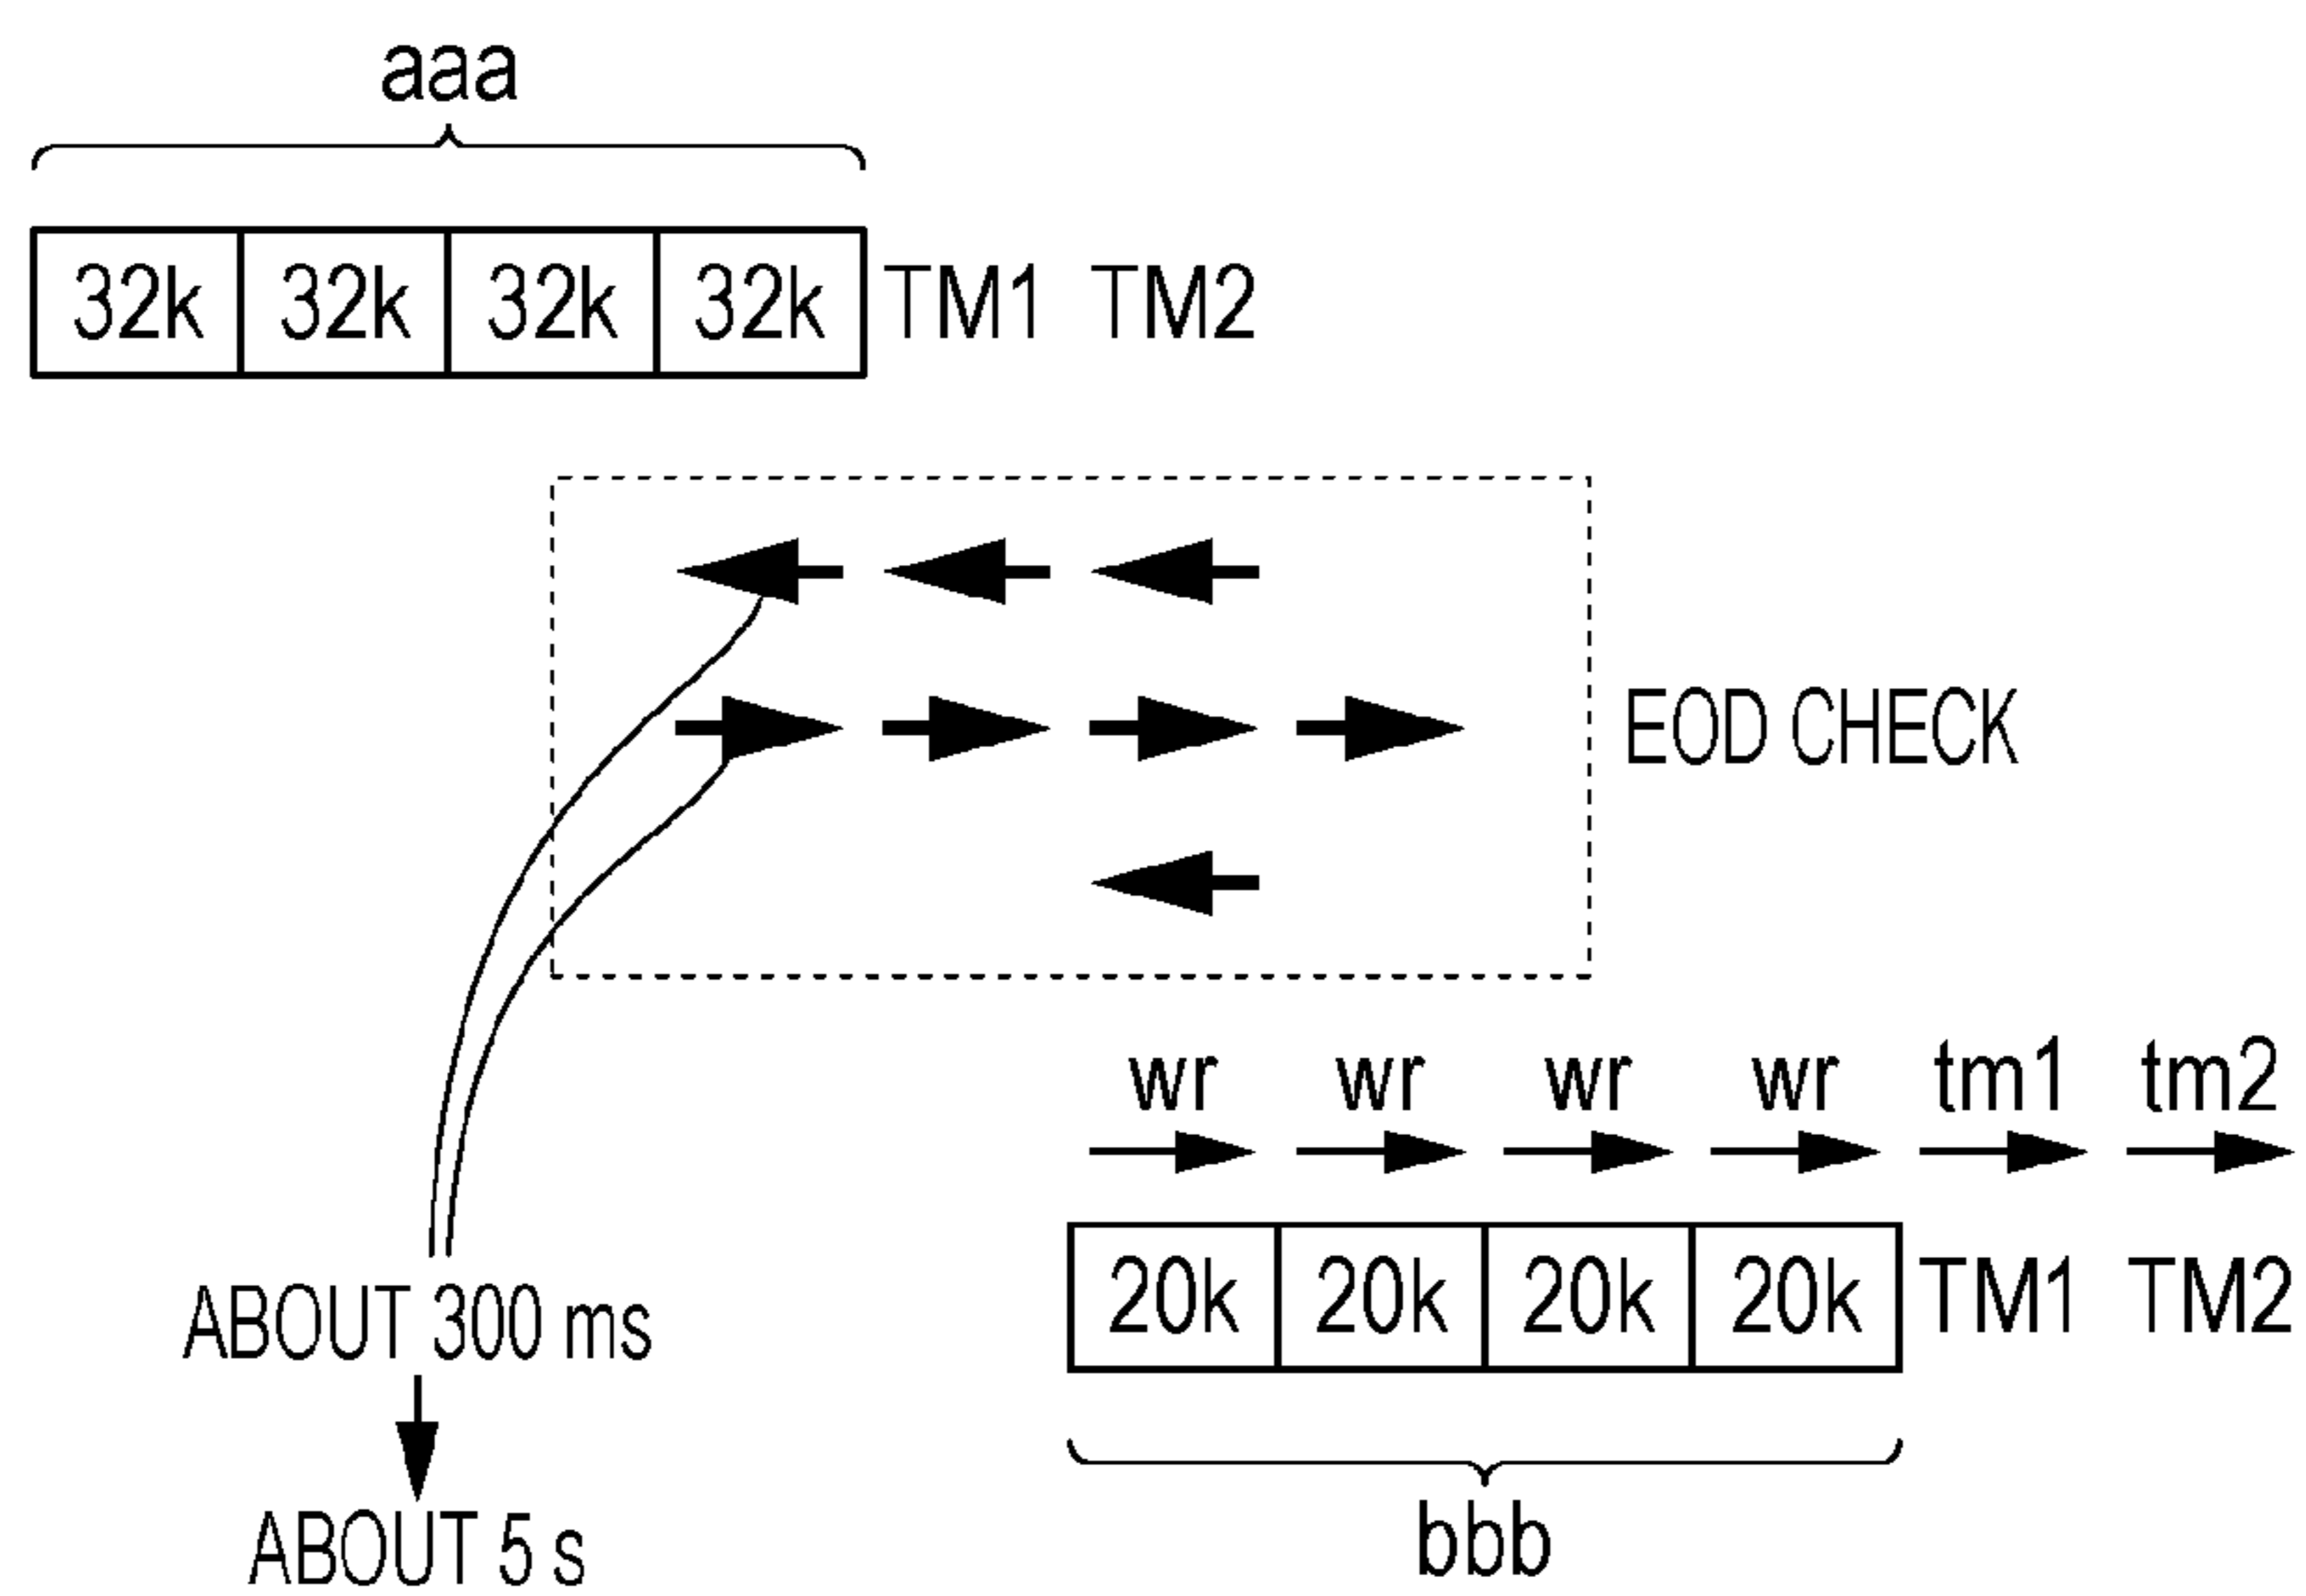 aaa
32k 32k 32k 32k TM1 TM2
EOD CHECK
wr wr wr wr tm1 tm2
20k 20k 20k 20k TM1 TM2
ABOUT 300 ms
ABOUT 5 s
bbb